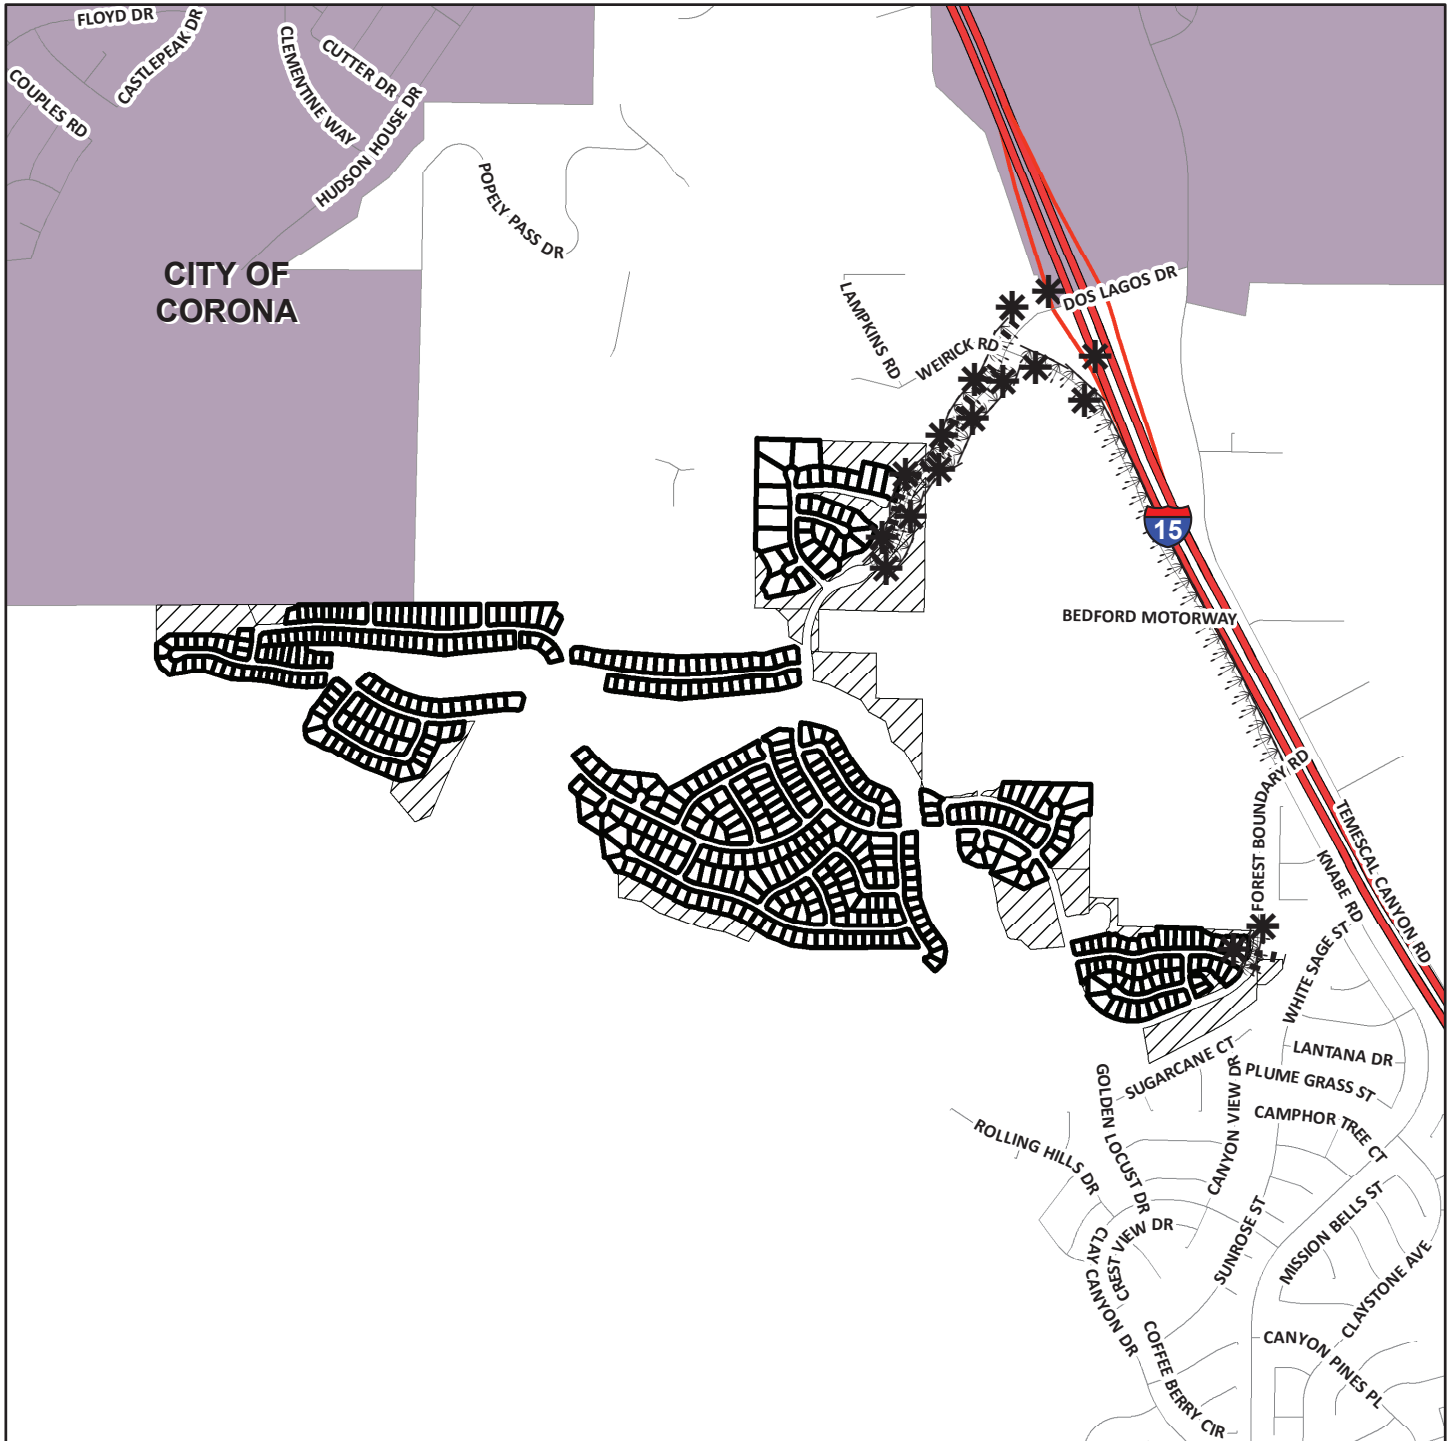 FLOYD DR
CASTLEPEAK DR
COUPLES RD
CLEMENTINE WAY
CUTTER DR
HUDSON HOUSE DR
POPELY PASS DR
CITY OF
CORONA
LAMPKINS RD
WEIRICK RD
DOS LAGOS DR
15
BEDFORD MOTORWAY
FOREST BOUNDARY RD
TEMESCAL CANYON RD
KNABE RD
WHITE SAGE ST
LANTANA DR
SUGARCANE CT
PLUME GRASS ST
GOLDEN LOCUST DR
CANYON VIEW DR
CAMPHOR TREE CT
ROLLING HILLS DR
MISSION BELLS ST
SUNROSE ST
CREST VIEW DR
CLAY CANYON DR
CLAYSTONE AVE
COFFEE BERRY CIR
CANYON PINES PL